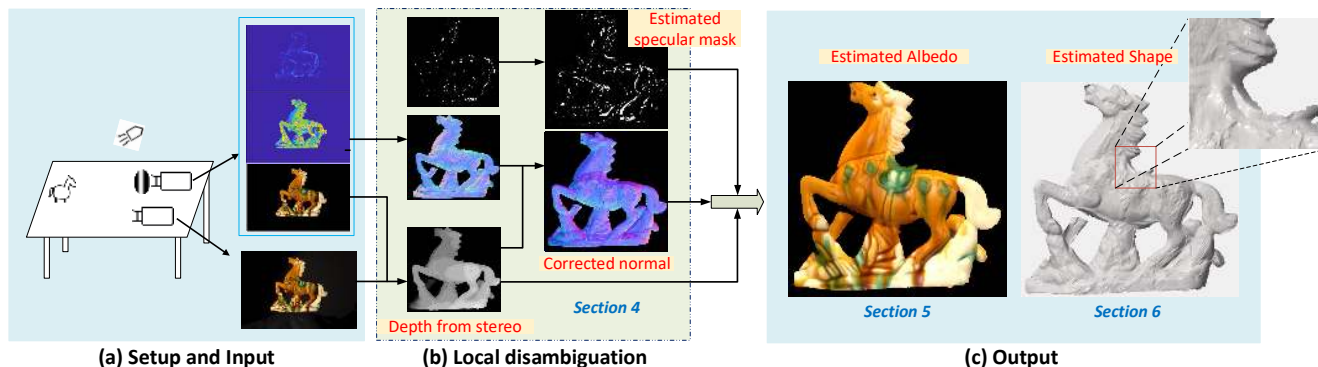 Estimated
specular mask
Corrected normal
Depth from stereo
Section 4
Estimated Albedo
Estimated Shape
Section 5
Section 6
(a) Setup and Input
(b) Local disambiguation
(c) Output